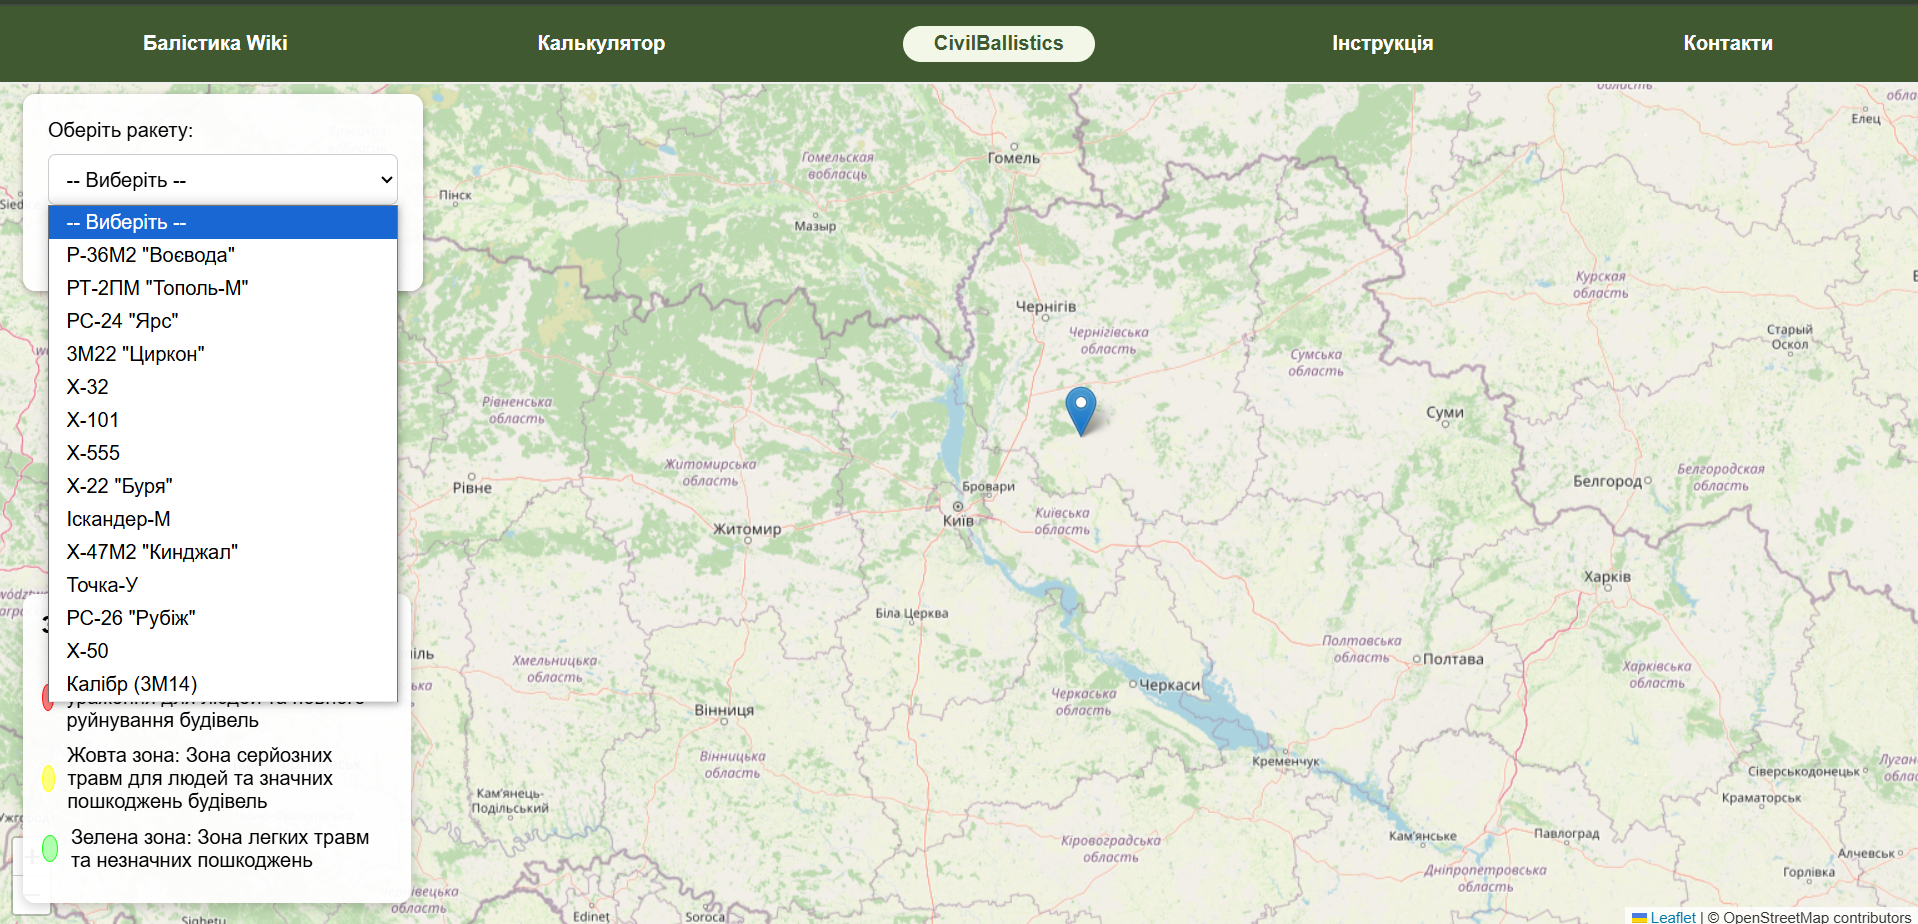 Балістика Wiki
Калькулятор
CivilBallistics
Інструкція
Контакти
Оберіть ракету:
-- Виберіть --
-- Виберіть --
Р-36М2 "Воєвода"
РТ-2ПМ "Тополь-М"
РС-24 "Ярс"
3М22 "Циркон"
Х-32
Х-101
Х-555
Х-22 "Буря"
Іскандер-М
Х-47М2 "Кинджал"
Точка-У
РС-26 "Рубіж"
Х-50
Калібр (3М14)
руйнування будівель
Жовта зона: Зона серйозних
травм для людей та значних
пошкоджень будівель
Зелена зона: Зона легких травм
та незначних пошкоджень
Елец
Гомельская
вобласць
Гомель
Пінск
Мазыр
Курская
область
Чернігів
Чернігівська
область
Старый
Оскол
Сумська
область
Рівненська
область
Суми
Житомирська
область
Белгородская
область
Рівне
Бровари
Белгород
Київ
Київська
область
Житомир
Харків
Біла Церква
Полтавська
область
Полтава
Хмельницька
область
Харківська
область
Черкаська
область
Черкаси
Вінниця
Вінницька
область
Кременчук
Сіверськодонецьк
Кам'янець-
Подільський
Краматорськ
Кам'янське
Павлоград
Кіровоградська
область
Алчевськ
Дніпропетровська
область
Горлівка
область
Edineț
Soroca
Sighetu
Leaflet | © OpenStreetMap contributors